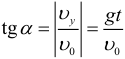 tg α = |υ_y / υ_0| = gt / υ_0